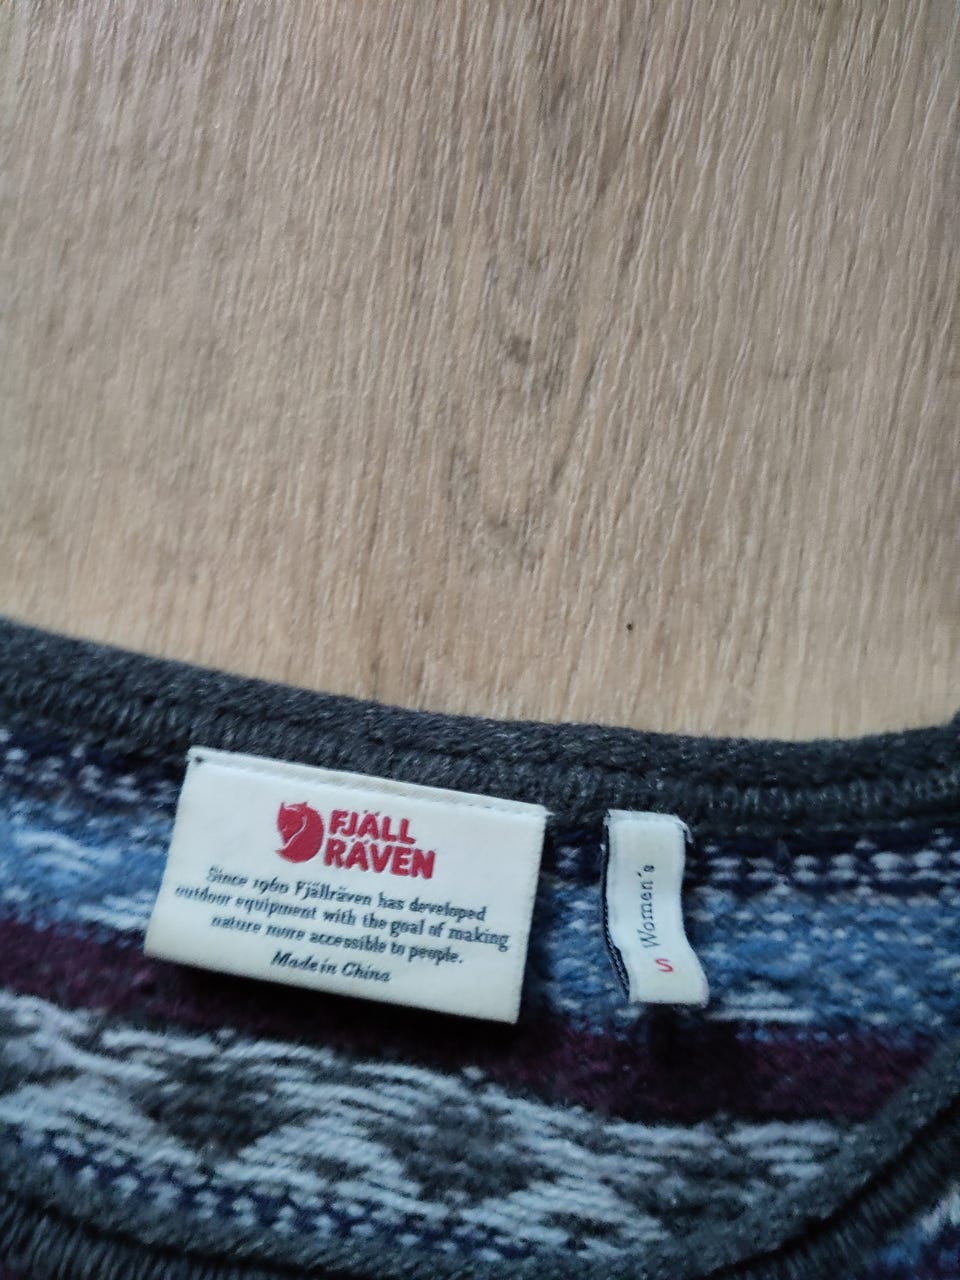 FJÄLL
RÄVEN
Since 1960 Fjällräven has developed
outdoor equipment with the goal of making
nature more accessible to people.
Made in China
Women's
S